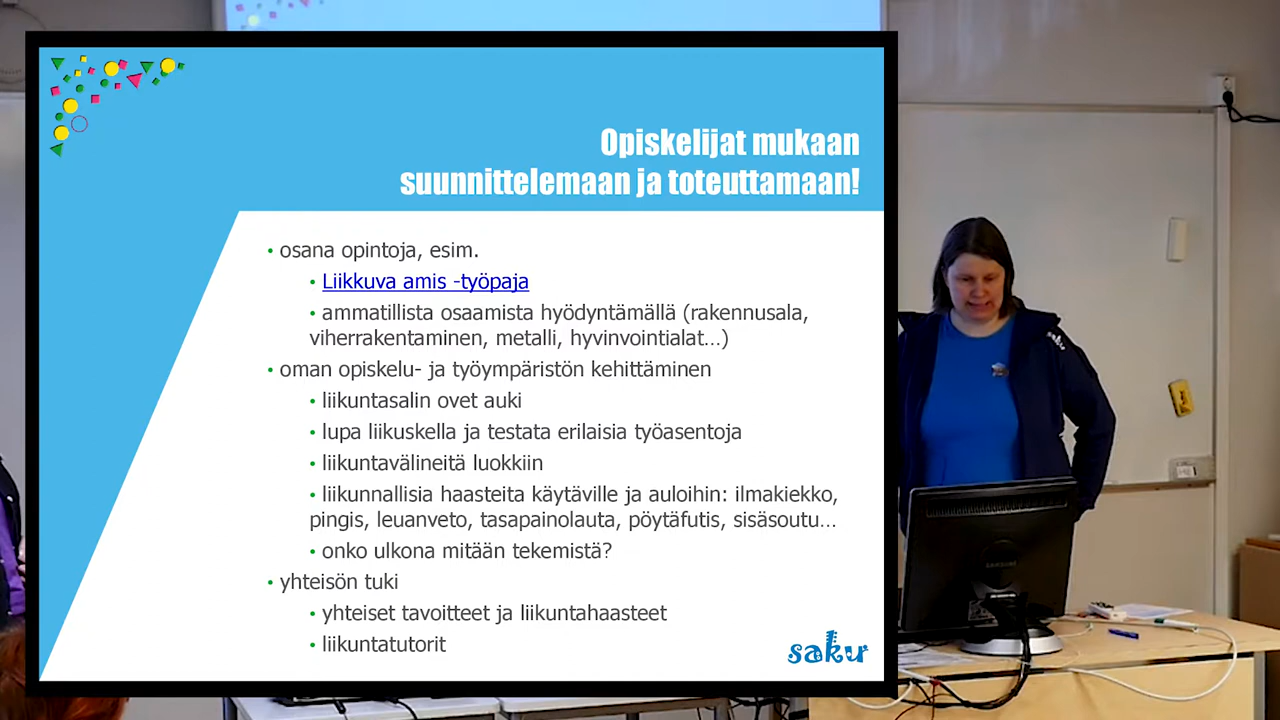 Opiskelijat mukaan
suunnittelemaan ja toteuttamaan!
• osana opintoja, esim.
• Liikkuva amis -työpaja
• ammatillista osaamista hyödyntämällä (rakennusala,
viherrakentaminen, metalli, hyvinvointialat...)
• oman opiskelu- ja työympäristön kehittäminen
• liikuntasalin ovet auki
• lupa liikuskella ja testata erilaisia työasentoja
• liikuntavälineitä luokkiin
• liikunnallisia haasteita käytäville ja auloihin: ilmakiekko,
pingis, leuanveto, tasapainolauta, pöytäfutis, sisäsoutu...
• onko ulkona mitään tekemistä?
• yhteisön tuki
• yhteiset tavoitteet ja liikuntahaasteet
• liikuntatutorit
saku
saku
SAMSUNG